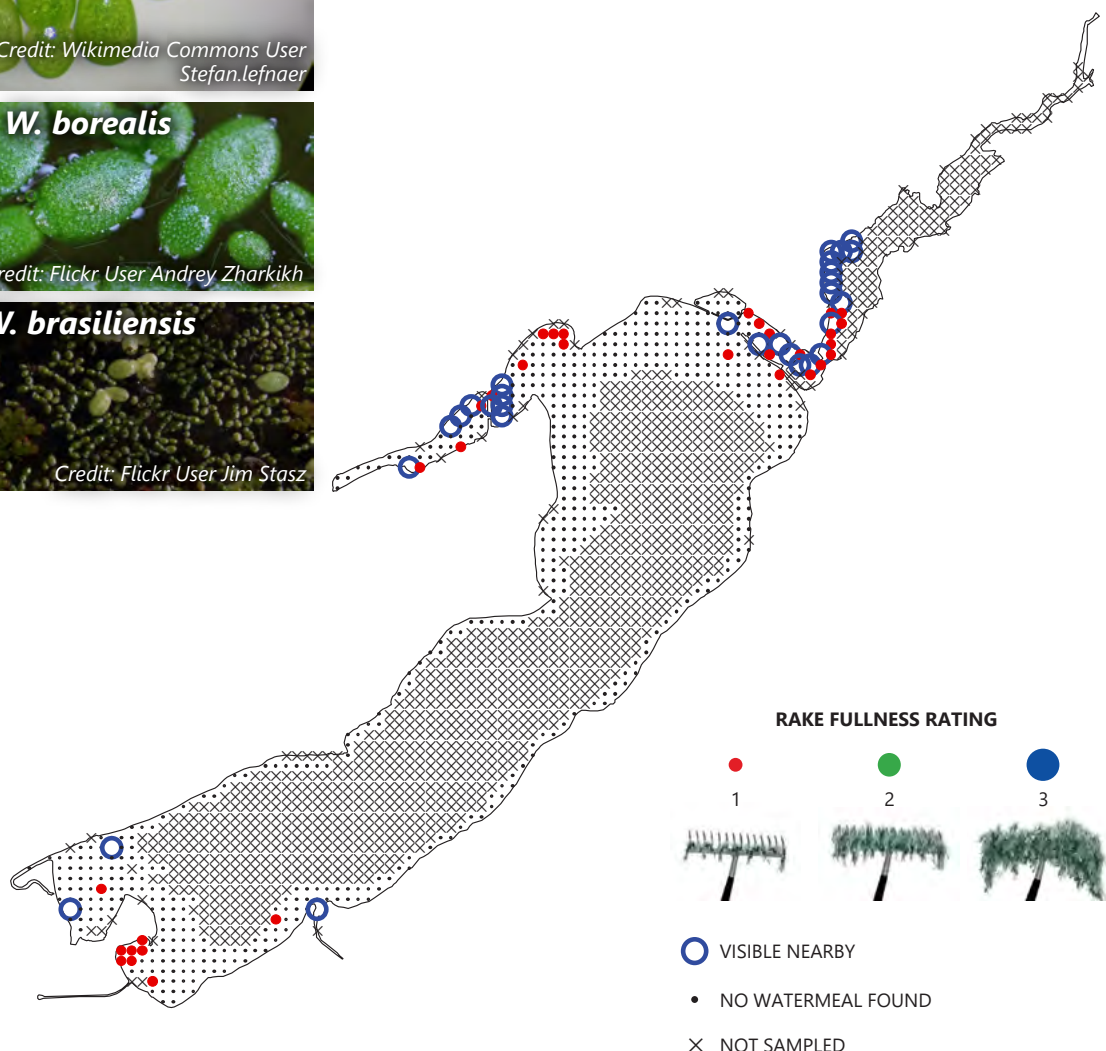 Credit: Wikimedia Commons User
Stefan.lefnaer
W. borealis
Credit: Flickr User Andrey Zharkikh
W. brasiliensis
Credit: Flickr User Jim Stasz
RAKE FULLNESS RATING
1
2
3
VISIBLE NEARBY
NO WATERMEAL FOUND
NOT SAMPLED